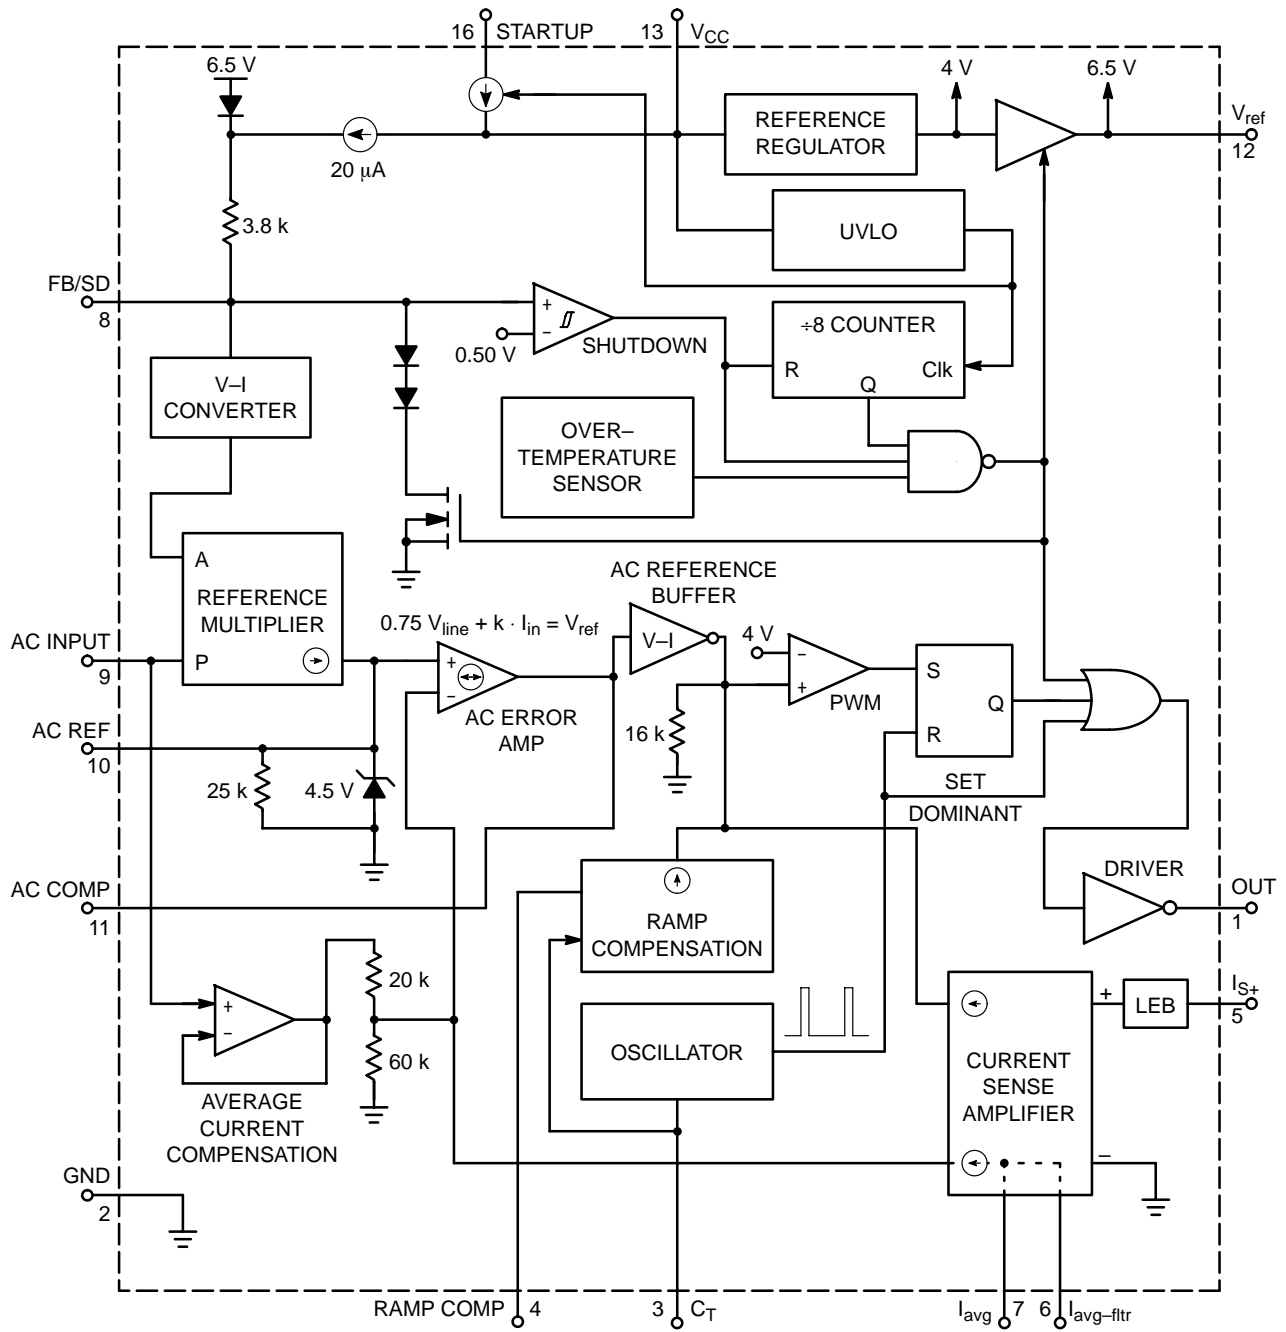 16 STARTUP
13 VCC
6.5 V
4 V
6.5 V
Vref
12
REFERENCE
REGULATOR
20 μA
3.8 k
UVLO
FB/SD
8
+
−
0.50 V
SHUTDOWN
÷8 COUNTER
R
Clk
Q
V–I
CONVERTER
OVER–
TEMPERATURE
SENSOR
A
REFERENCE
MULTIPLIER
P
AC INPUT
9
AC REFERENCE
BUFFER
0.75 Vline + k · Iin = Vref
V–I
+
−
AC ERROR
AMP
4 V
−
+
PWM
S
Q
R
SET
DOMINANT
16 k
AC REF
10
25 k
4.5 V
AC COMP
11
RAMP
COMPENSATION
DRIVER
OUT
1
20 k
60 k
+
−
AVERAGE
CURRENT
COMPENSATION
OSCILLATOR
CURRENT
SENSE
AMPLIFIER
+
−
LEB
IS+
5
GND
2
RAMP COMP 4
3 CT
Iavg 7
6 Iavg–fltr